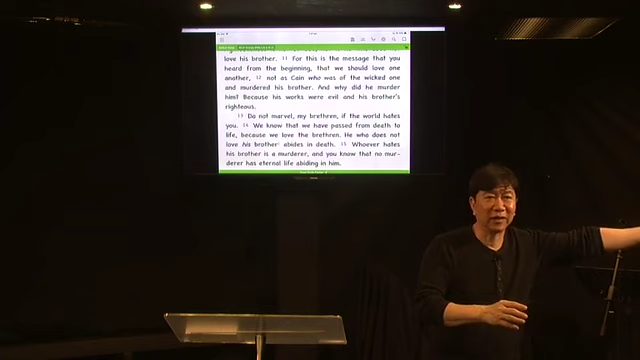 love his brother. 11 For this is the message that you
heard from the beginning, that we should love one
another, 12 not as Cain who was of the wicked one
and murdered his brother. And why did he murder
him? Because his works were evil and his brother's
righteous.
13 Do not marvel, my brethren, if the world hates
you. 14 We know that we have passed from death to
life, because we love the brethren. He who does not
love his brother abides in death. 15 Whoever hates
his brother is a murderer, and you know that no mur-
derer has eternal life abiding in him.